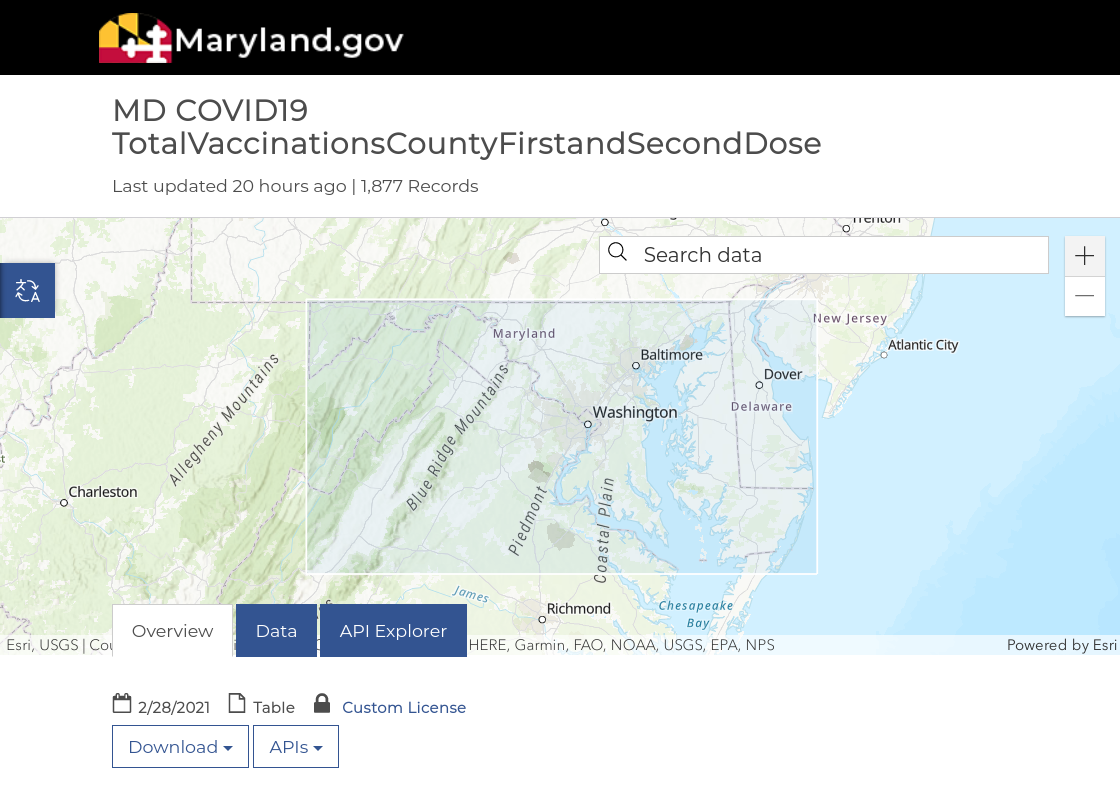 Maryland.gov
MD COVID19
TotalVaccinationsCountyFirstandSecondDose
Last updated 20 hours ago | 1,877 Records
Trenton
Search data
New Jersey
Maryland
Atlantic City
Baltimore
Dover
Allegheny Mountains
Blue Ridge Mountains
Delaware
Washington
Charleston
Piedmont
Coastal Plain
James
Richmond
Chesapeake
Bay
Overview
Data
API Explorer
Esri, USGS | HERE, Garmin, FAO, NOAA, USGS, EPA, NPS
Powered by Esri
2/28/2021 Table Custom License
Download APIs